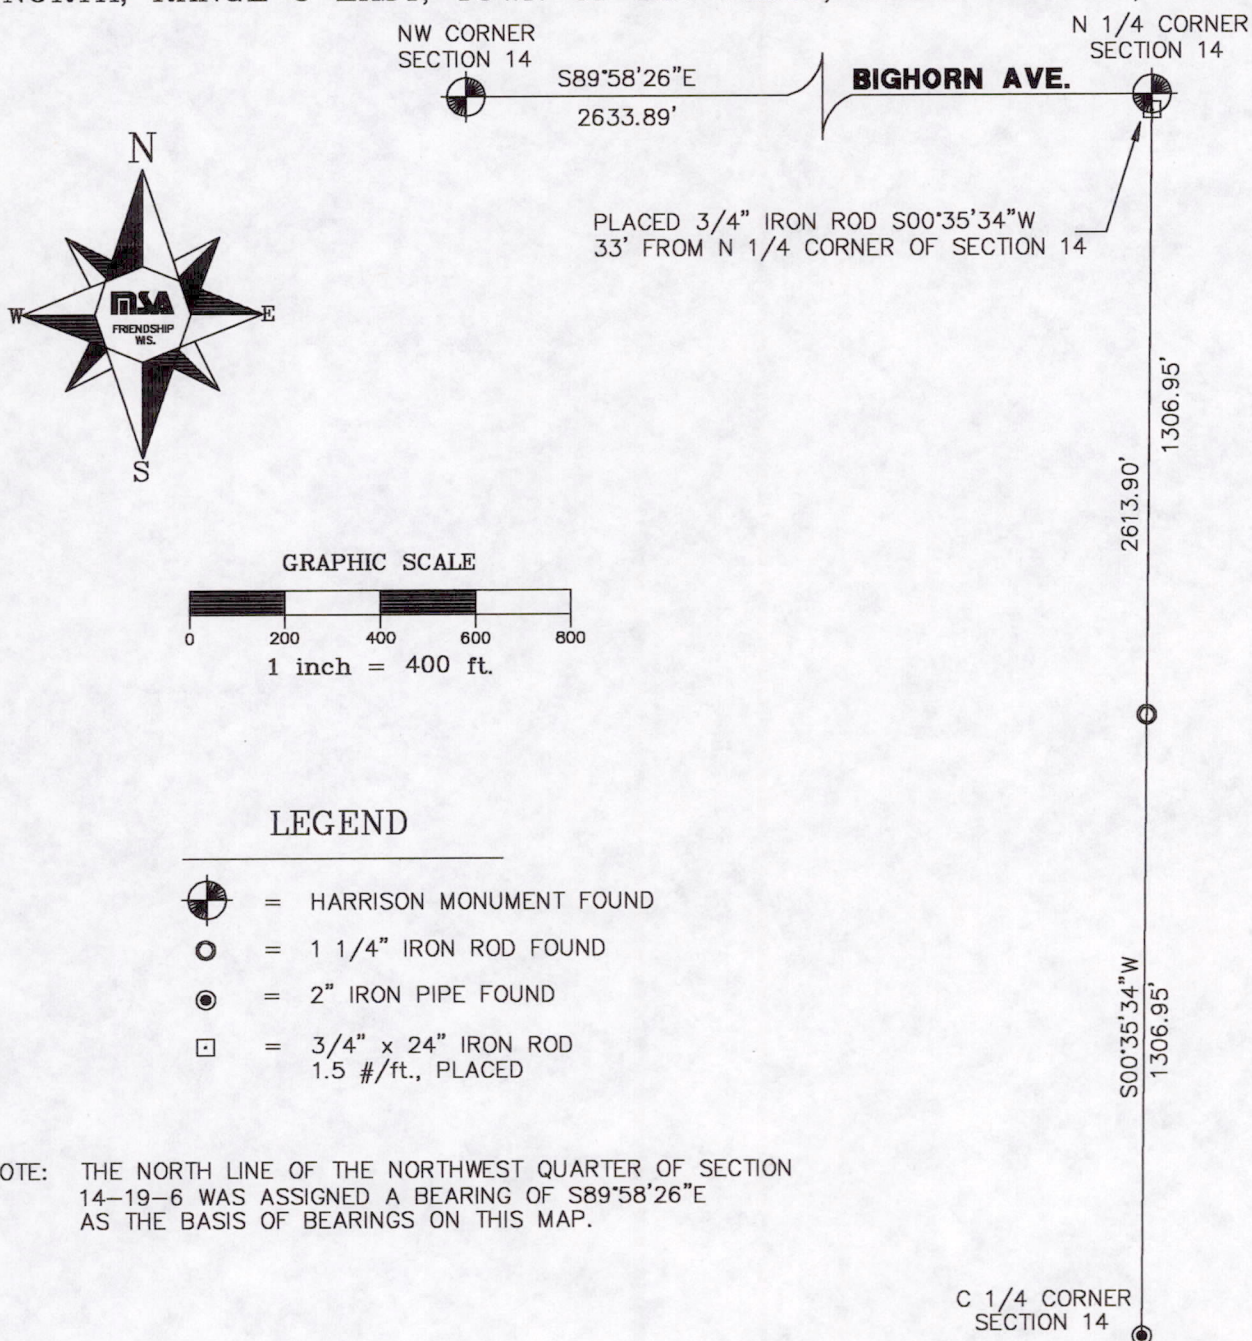 NW CORNER
SECTION 14
N 1/4 CORNER
SECTION 14
S89°58'26"E
2633.89'
BIGHORN AVE.
N
PLACED 3/4" IRON ROD S00°35'34"W
33' FROM N 1/4 CORNER OF SECTION 14
W
MSA
FRIENDSHIP
WIS.
E
S
1306.95'
2613.90'
GRAPHIC SCALE
0 200 400 600 800
1 inch = 400 ft.
LEGEND
= HARRISON MONUMENT FOUND
= 1 1/4" IRON ROD FOUND
= 2" IRON PIPE FOUND
= 3/4" x 24" IRON ROD
1.5 #/ft., PLACED
S00°35'34"W
1306.95'
OTE: THE NORTH LINE OF THE NORTHWEST QUARTER OF SECTION
14-19-6 WAS ASSIGNED A BEARING OF S89°58'26"E
AS THE BASIS OF BEARINGS ON THIS MAP.
C 1/4 CORNER
SECTION 14